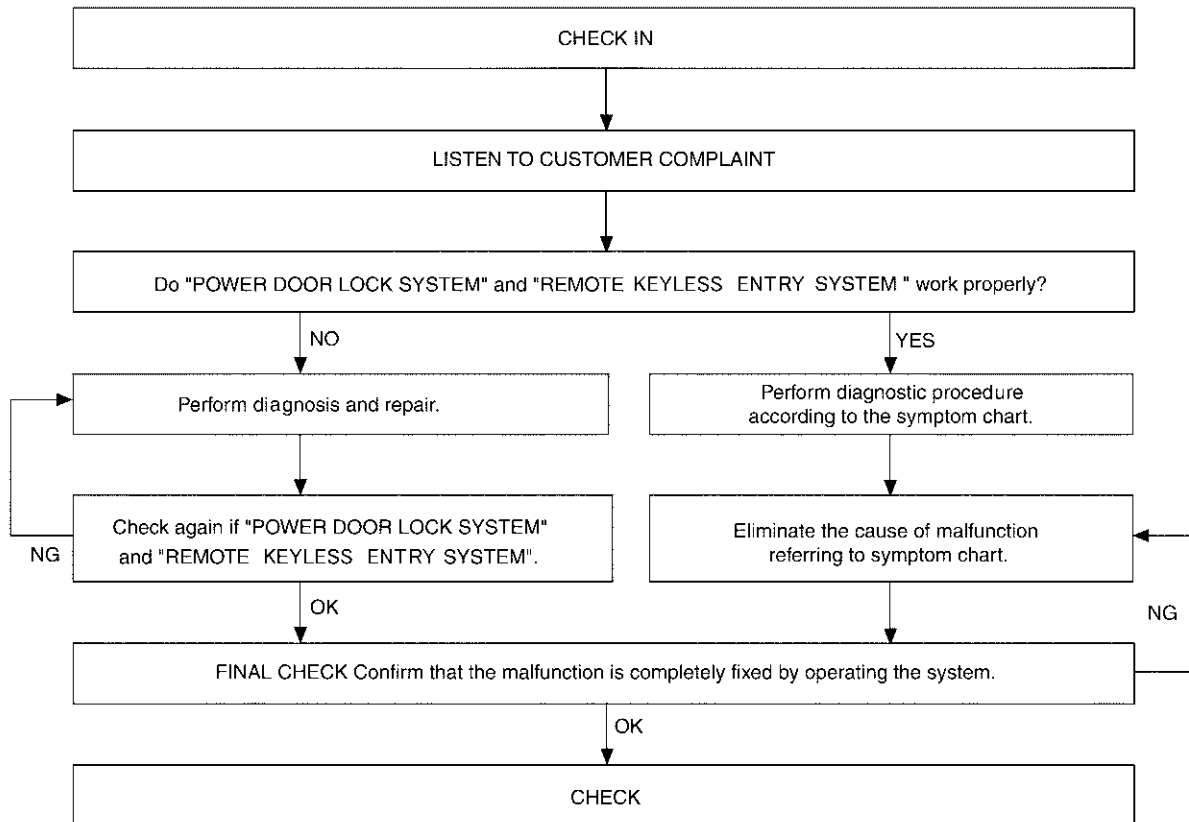 CHECK IN
LISTEN TO CUSTOMER COMPLAINT
Do "POWER DOOR LOCK SYSTEM" and "REMOTE KEYLESS ENTRY SYSTEM " work properly?
NO
YES
Perform diagnosis and repair.
Perform diagnostic procedure
according to the symptom chart.
Check again if "POWER DOOR LOCK SYSTEM"
and "REMOTE KEYLESS ENTRY SYSTEM".
NG
Eliminate the cause of malfunction
referring to symptom chart.
OK
NG
FINAL CHECK Confirm that the malfunction is completely fixed by operating the system.
OK
CHECK